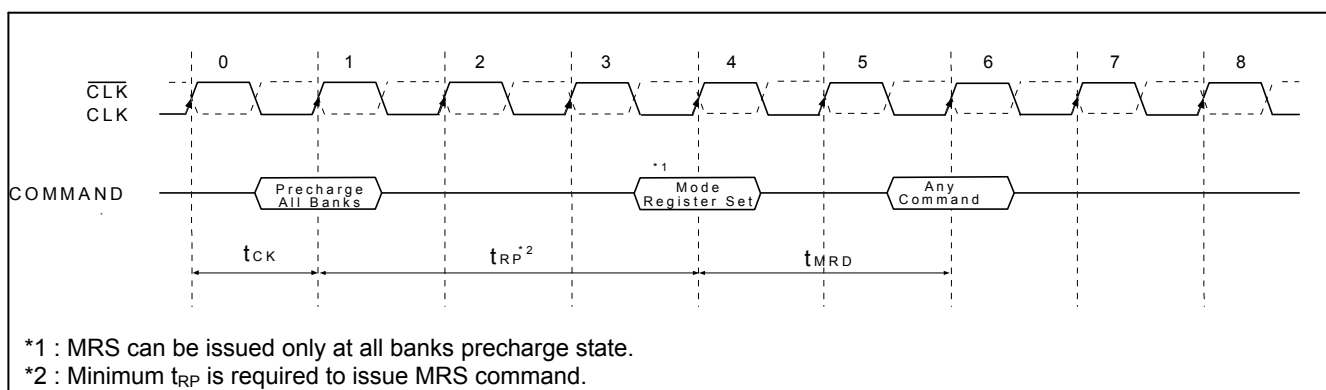 0 1 2 3 4 5 6 7 8
CLK
CLK
*1
COMMAND
Precharge
All Banks
Mode
Register Set
Any
Command
tCK
tRP*2
tMRD
*1 : MRS can be issued only at all banks precharge state.
*2 : Minimum tRP is required to issue MRS command.